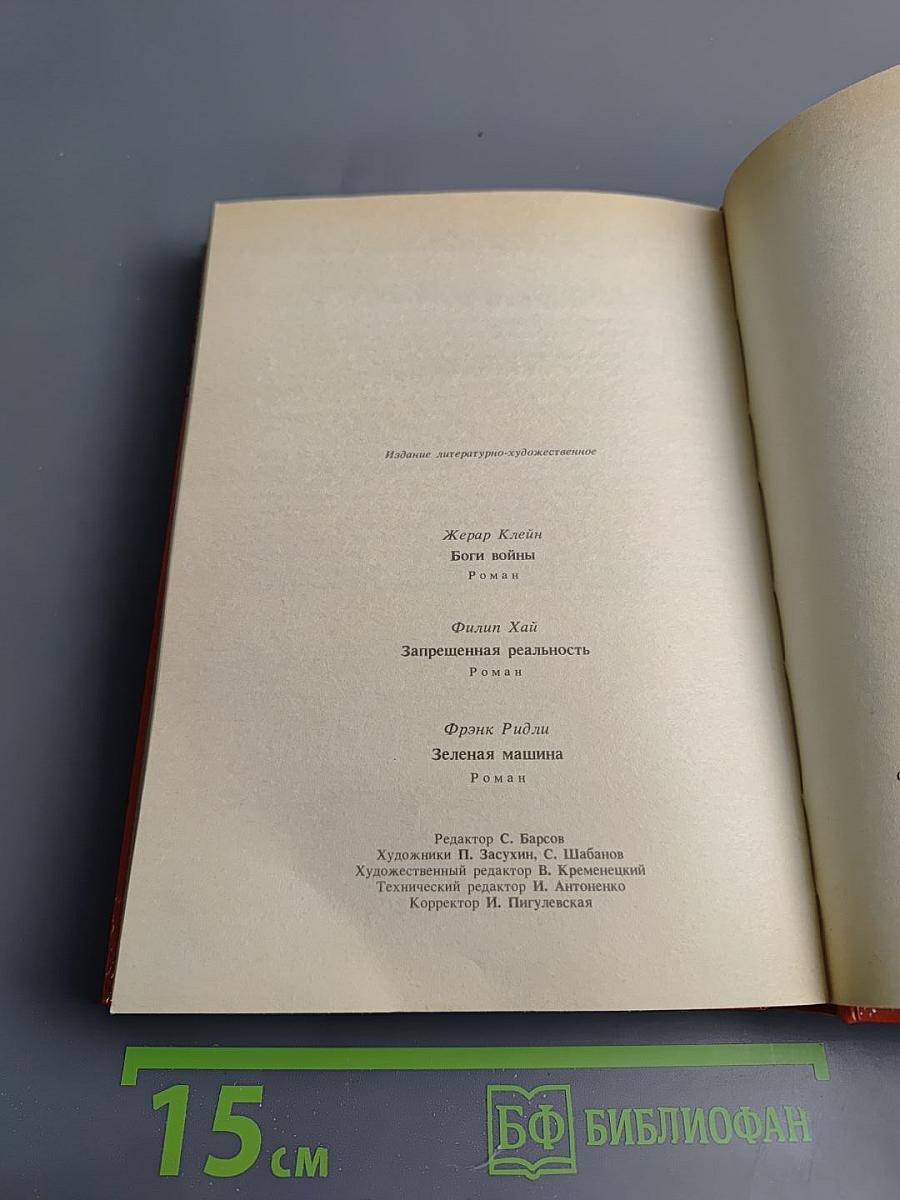 Издание литературно-художественное
Жерар Клейн
Боги войны
Роман
Филип Хай
Запрещенная реальность
Роман
Фрэнк Ридли
Зеленая машина
Роман
Редактор С. Барсов
Художники П. Засухин, С. Шабанов
Художественный редактор В. Кременецкий
Технический редактор И. Антоненко
Корректор И. Пигулевская
15 см
БФ БИБЛИОФАН